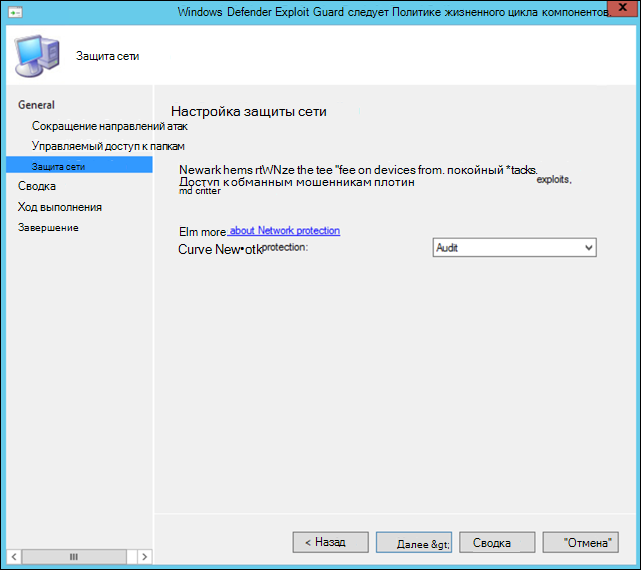 Windows Defender Exploit Guard следует Политике жизненного цикла компонентов.
x
Защита сети
General
Сокращение направлений атак
Управляемый доступ к папкам
Защита сети
Сводка
Ход выполнения
Завершение
Настройка защиты сети
Newark hems rtWNze the tee "fee on devices from. покойный *tacks.
Доступ к обманным мошенникам плотин exploits,
md critter
Elm more about Network protection
Curve New•otk protection: Audit
< Назад Далее &gt; Сводка "Отмена"